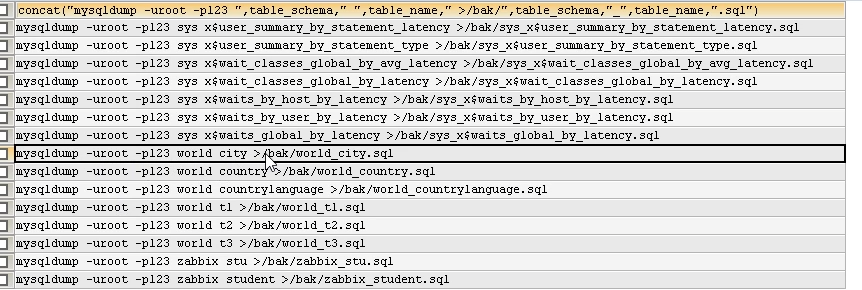 concat("mysqldump -uroot -p123 ",table_schema," ",table_name," >/bak/",table_schema,"_",table_name,".sql")
mysqldump -uroot -p123 sys x$user_summary_by_statement_latency >/bak/sys_x$user_summary_by_statement_latency.sql
mysqldump -uroot -p123 sys x$user_summary_by_statement_type >/bak/sys_x$user_summary_by_statement_type.sql
mysqldump -uroot -p123 sys x$wait_classes_global_by_avg_latency >/bak/sys_x$wait_classes_global_by_avg_latency.sql
mysqldump -uroot -p123 sys x$wait_classes_global_by_latency >/bak/sys_x$wait_classes_global_by_latency.sql
mysqldump -uroot -p123 sys x$waits_by_host_by_latency >/bak/sys_x$waits_by_host_by_latency.sql
mysqldump -uroot -p123 sys x$waits_by_user_by_latency >/bak/sys_x$waits_by_user_by_latency.sql
mysqldump -uroot -p123 sys x$waits_global_by_latency >/bak/sys_x$waits_global_by_latency.sql
mysqldump -uroot -p123 world city >/bak/world_city.sql
mysqldump -uroot -p123 world country >/bak/world_country.sql
mysqldump -uroot -p123 world countrylanguage >/bak/world_countrylanguage.sql
mysqldump -uroot -p123 world t1 >/bak/world_t1.sql
mysqldump -uroot -p123 world t2 >/bak/world_t2.sql
mysqldump -uroot -p123 world t3 >/bak/world_t3.sql
mysqldump -uroot -p123 zabbix stu >/bak/zabbix_stu.sql
mysqldump -uroot -p123 zabbix student >/bak/zabbix_student.sql